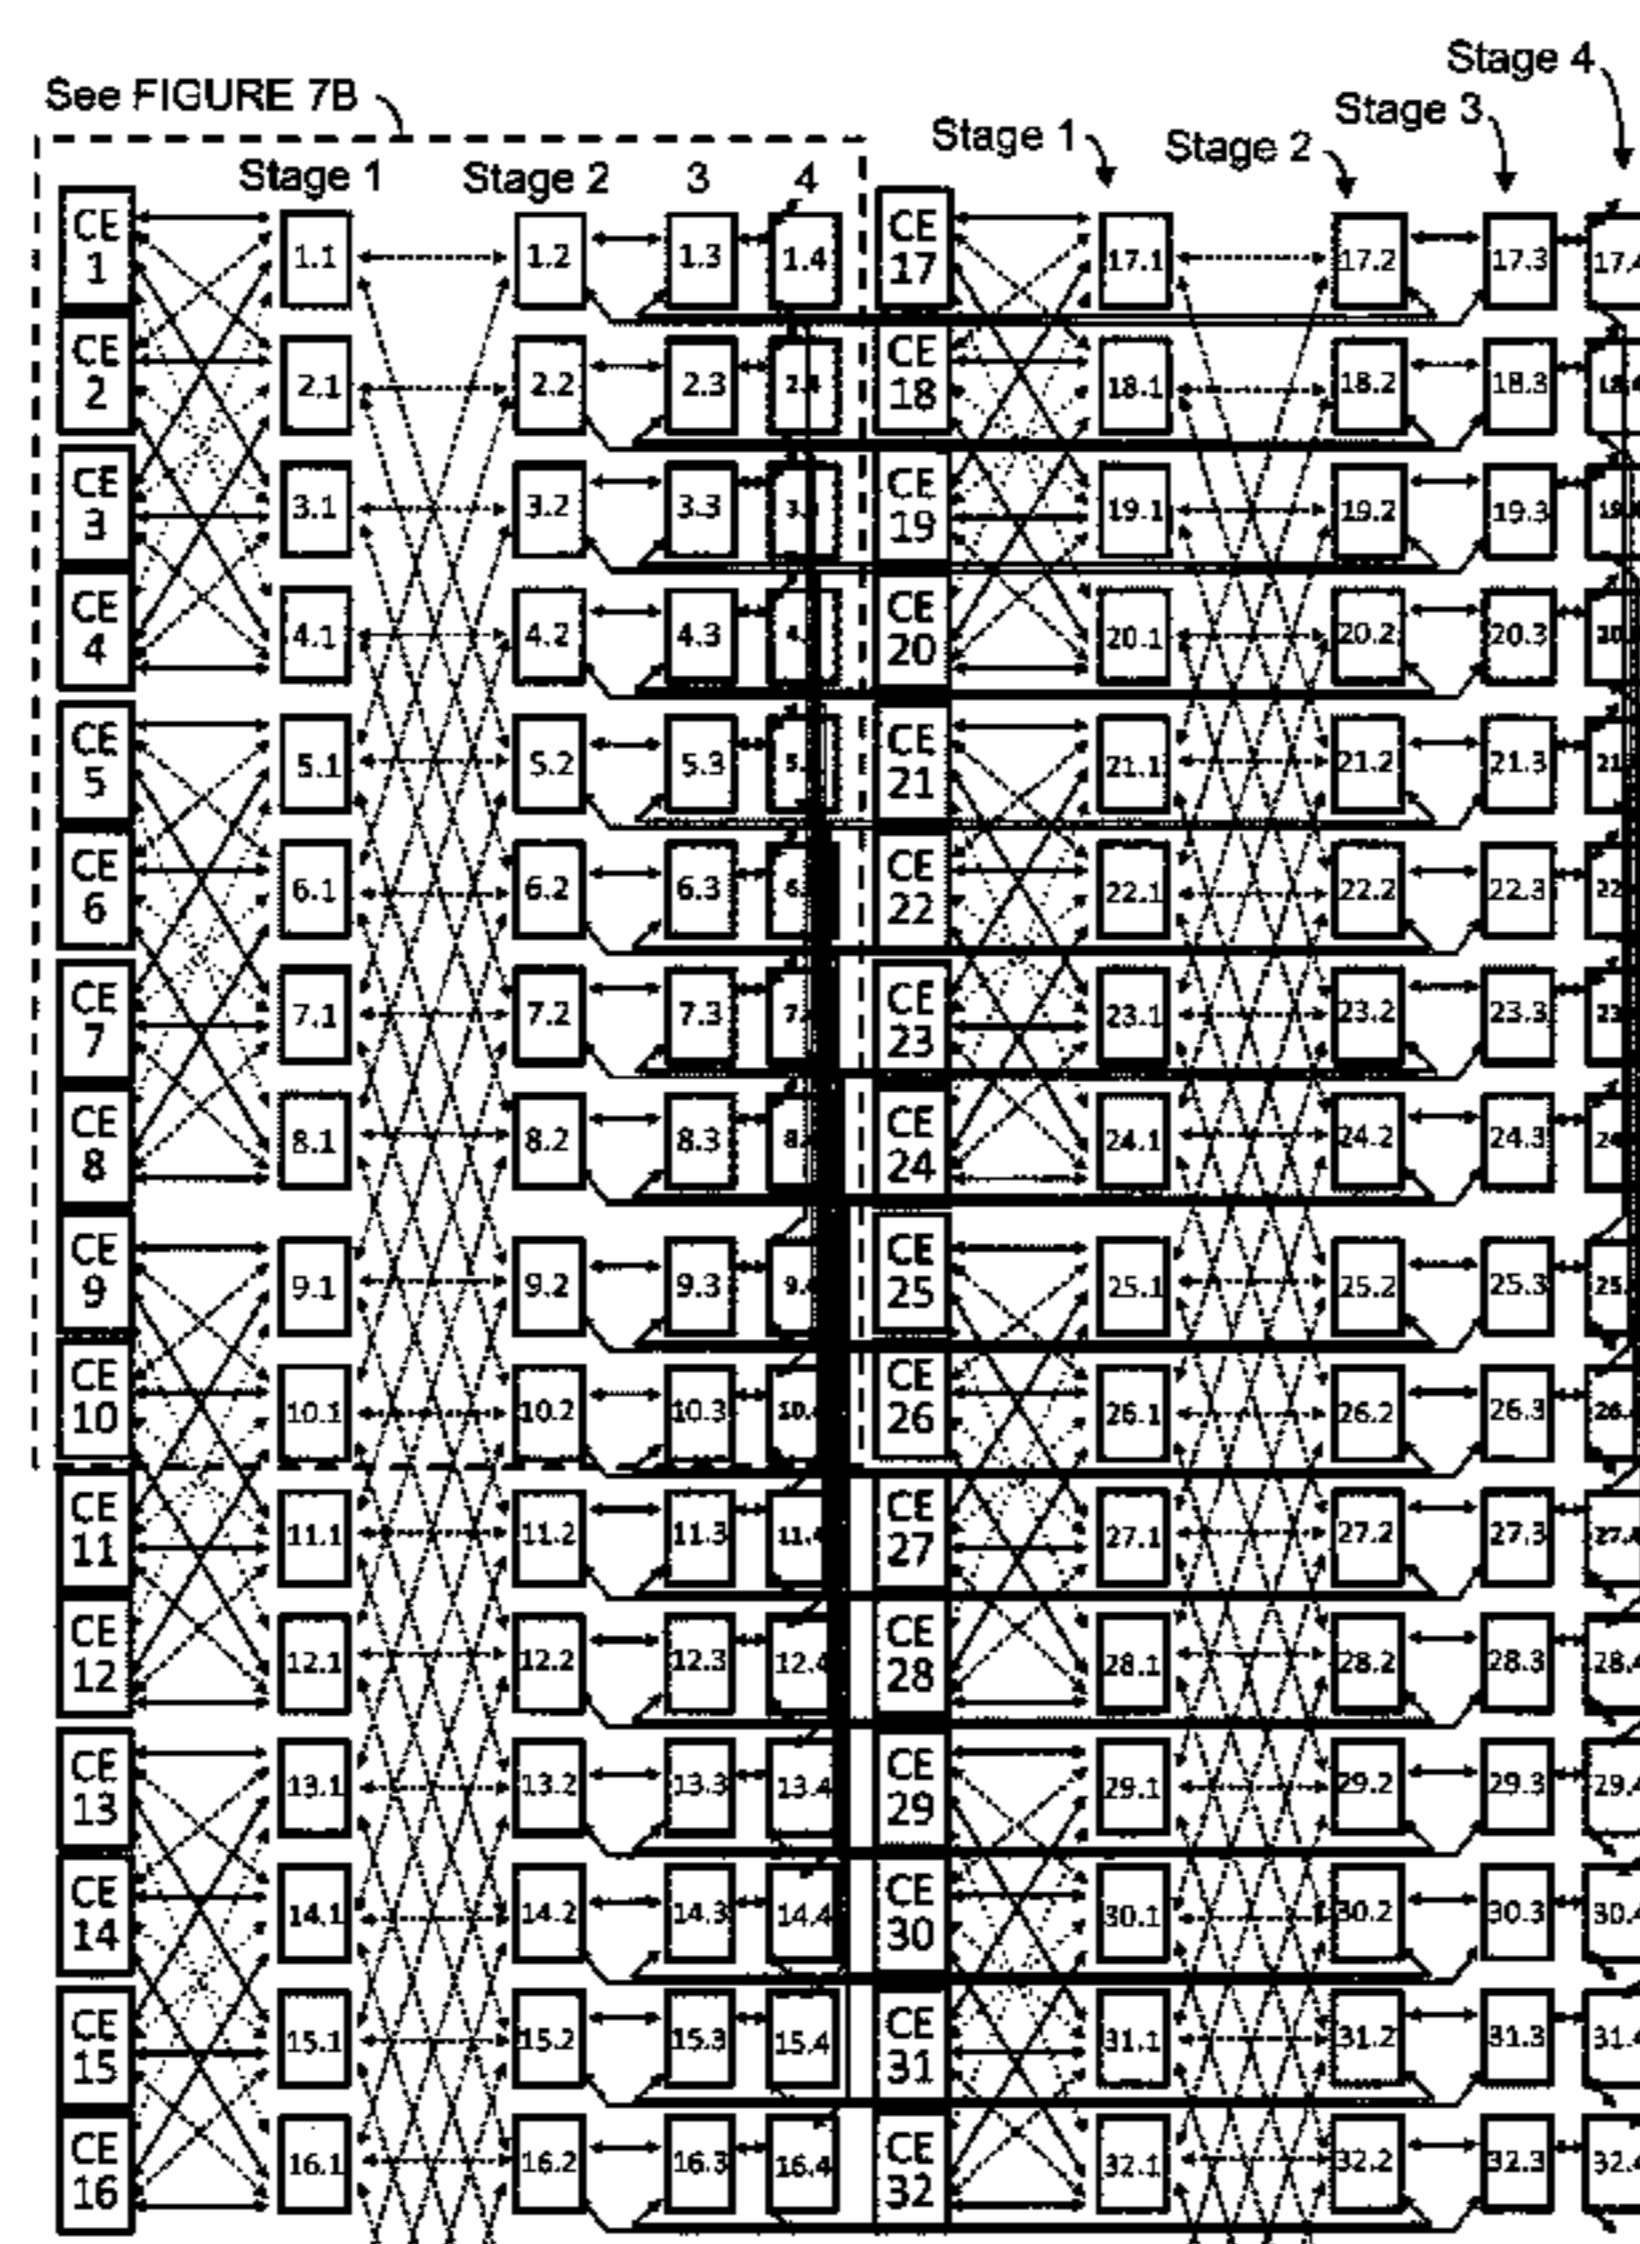 See FIGURE 7B
Stage 1 Stage 2 3 4 Stage 1 Stage 2 Stage 3 Stage 4
CE 1 1.1 1.2 1.3 1.4 CE 17 17.1 17.2 17.3
CE 2 2.1 2.2 2.3 CE 18 18.1 18.2 18.3
CE 3 3.1 3.2 3.3 CE 19 19.1 19.2 19.3
CE 4 4.1 4.2 4.3 CE 20 20.1 20.2 20.3
CE 5 5.1 5.2 5.3 CE 21 21.1 21.2 21.3
CE 6 6.1 6.2 6.3 CE 22 22.1 22.2 22.3
CE 7 7.1 7.2 7.3 CE 23 23.1 23.2 23.3
CE 8 8.1 8.2 8.3 CE 24 24.1 24.2 24.3
CE 9 9.1 9.2 9.3 CE 25 25.1 25.2 25.3
CE 10 10.1 10.2 10.3 CE 26 26.1 26.2 26.3
CE 11 11.1 11.2 11.3 CE 27 27.1 27.2 27.3
CE 12 12.1 12.2 12.3 12.4 CE 28 28.1 28.2 28.3
CE 13 13.1 13.2 13.3 13.4 CE 29 29.1 29.2 29.3
CE 14 14.1 14.2 14.3 14.4 CE 30 30.1 30.2 30.3
CE 15 15.1 15.2 15.3 15.4 CE 31 31.1 31.2 31.3
CE 16 16.1 16.2 16.3 16.4 CE 32 32.1 32.2 32.3